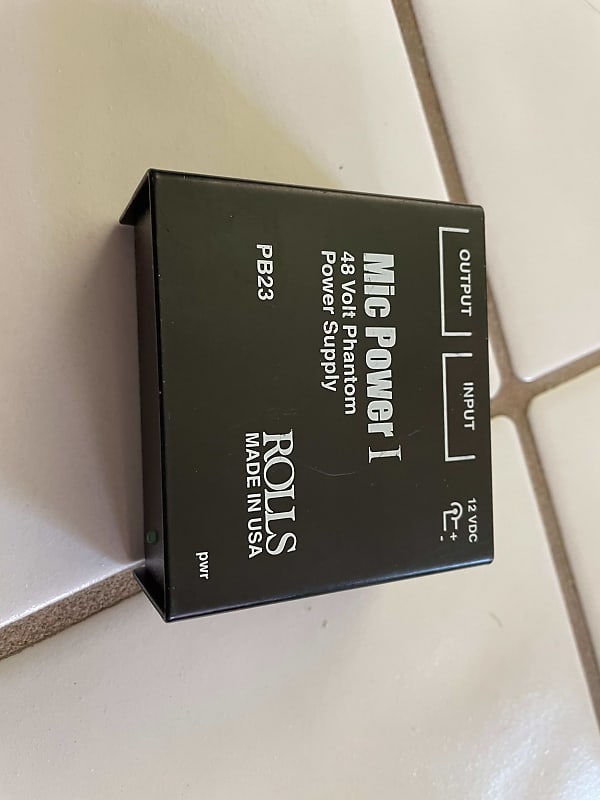 OUTPUT
INPUT
12 VDC
+
-
Mic Power I
48 Volt Phantom
Power Supply
PB23
ROLLS
MADE IN USA
pwr